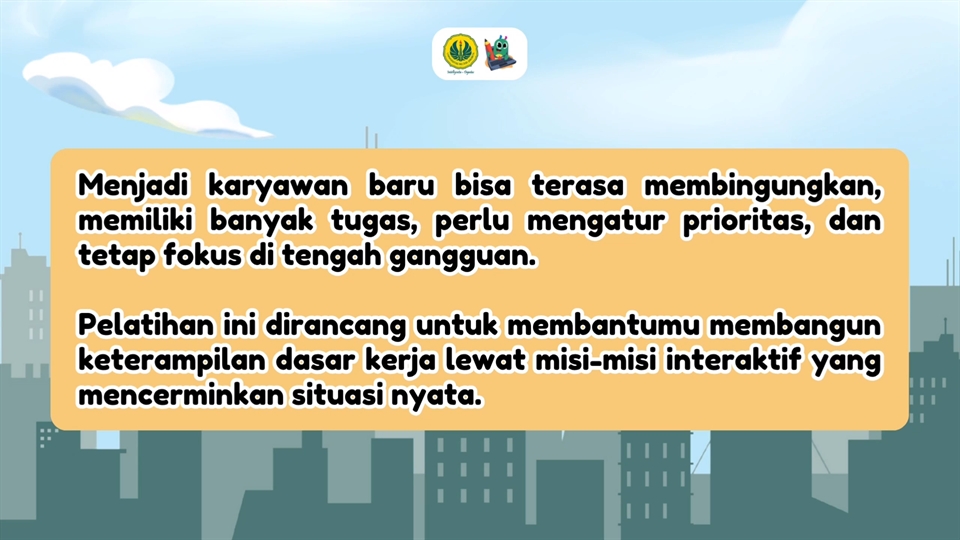 Menjadi karyawan baru bisa terasa membingungkan,
memiliki banyak tugas, perlu mengatur prioritas, dan
tetap fokus di tengah gangguan.
Pelatihan ini dirancang untuk membantumu membangun
keterampilan dasar kerja lewat misi-misi interaktif yang
mencerminkan situasi nyata.